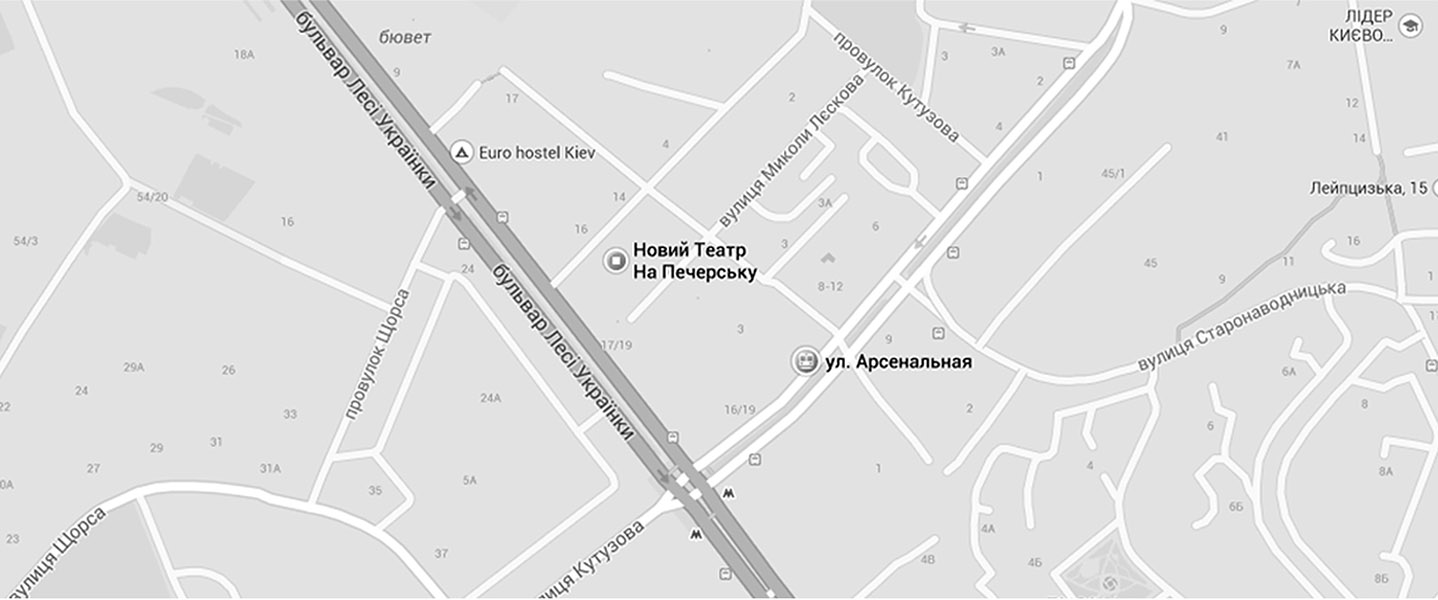 бульвар Лесі Українки
бювет
18А
9
17
провулок Кутузова
3
3А
2
9
7А
ЛІДЕР
КИЄВО...
12
14
2
4
вулиця Миколи Лєскова
4
41
Euro hostel Kiev
1
45/1
Лейпцизька, 15
54/20
16
54/3
14
16
3А
6
3
Новий Театр
На Печерську
24
бульвар Лесі Українки
8-12
45
9
11
16
1
вулиця Старонаводницька
провулок Щорса
17/19
3
9
ул. Арсенальная
29А
26
24
22
33
24А
16/19
2
6А
8
6
31
29
27
31А
35
5А
1
4
8А
6Б
вулиця Щорса
23
37
лиця Кутузова
4А
4В
4Б
8Б